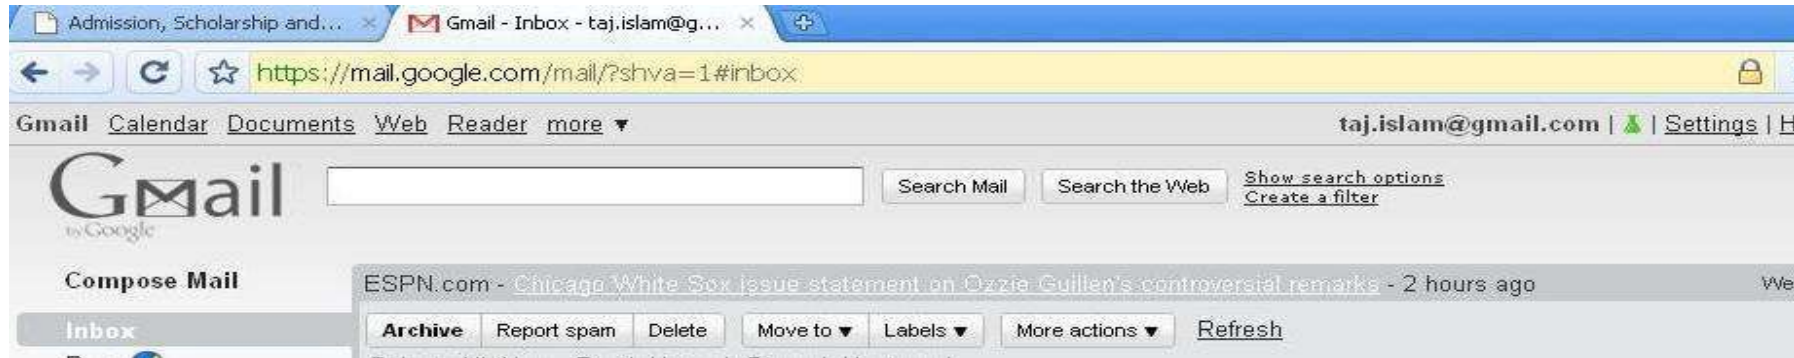 Admission, Scholarship and... Gmail - Inbox - taj.islam@g...
https://mail.google.com/mail/?shva=1#inbox
Gmail Calendar Documents Web Reader more ▼ taj.islam@gmail.com | Settings |
Gmail by Google Search Mail Search the Web Show search options
Create a filter
Compose Mail ESPN.com - Chicago White Sox issue statement on Ozzie Guillen's controversial remarks - 2 hours ago We
Inbox Archive Report spam Delete Move to ▼ Labels ▼ More actions ▼ Refresh